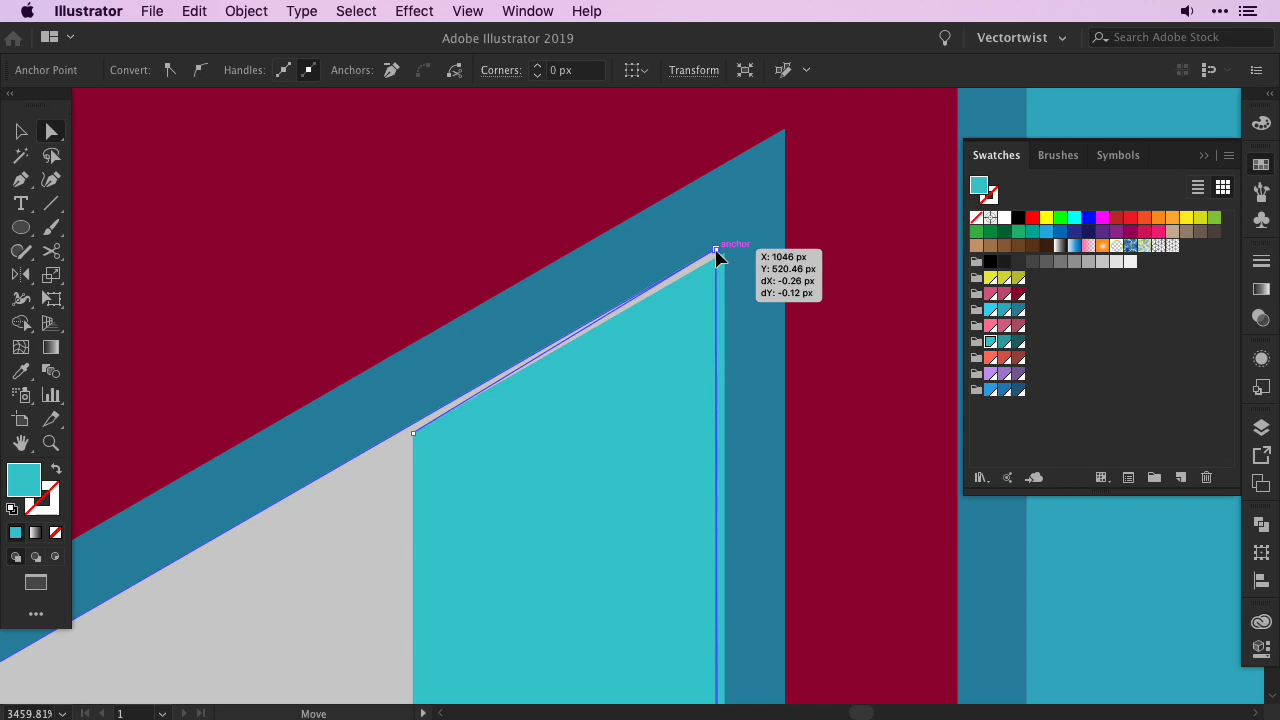 Illustrator File Edit Object Type Select Effect View Window Help
Adobe Illustrator 2019
Vectortwist
Search Adobe Stock
Anchor Point Convert: Handles: Anchors: Corners: 0 px Transform
Swatches Brushes Symbols
anchor
X: 1046 px
Y: 520.46 px
dX: -0.26 px
dY: -0.12 px
3459.81% 1 Move